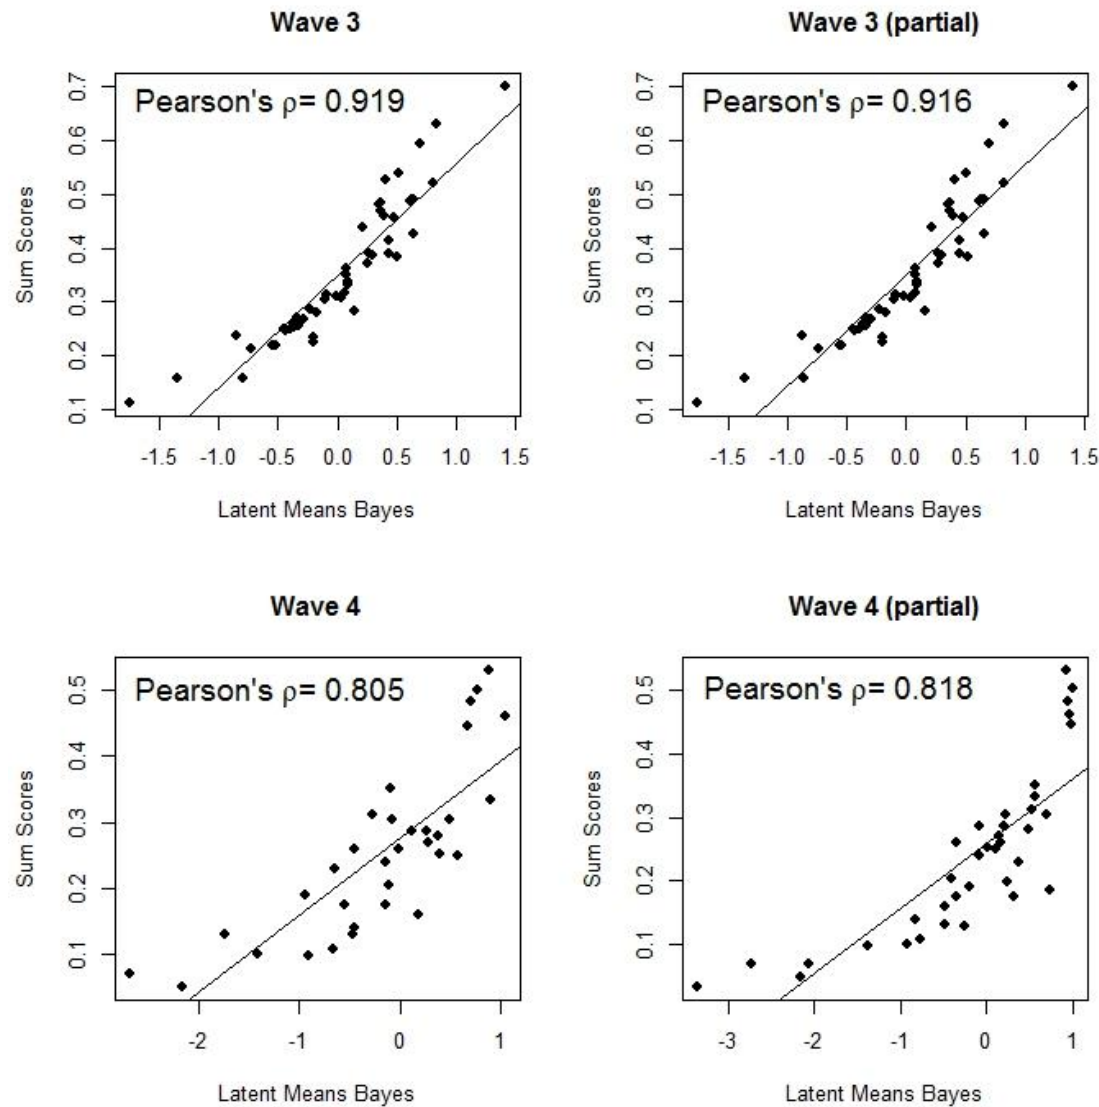 Wave 3
Pearson's ρ= 0.919
Sum Scores
0.1 0.2 0.3 0.4 0.5 0.6 0.7
-1.5 -1.0 -0.5 0.0 0.5 1.0 1.5
Latent Means Bayes
Wave 3 (partial)
Pearson's ρ= 0.916
Sum Scores
0.1 0.2 0.3 0.4 0.5 0.6 0.7
-1.5 -1.0 -0.5 0.0 0.5 1.0 1.5
Latent Means Bayes
Wave 4
Pearson's ρ= 0.805
Sum Scores
0.1 0.2 0.3 0.4 0.5
-2 -1 0 1
Latent Means Bayes
Wave 4 (partial)
Pearson's ρ= 0.818
Sum Scores
0.1 0.2 0.3 0.4 0.5
-3 -2 -1 0 1
Latent Means Bayes